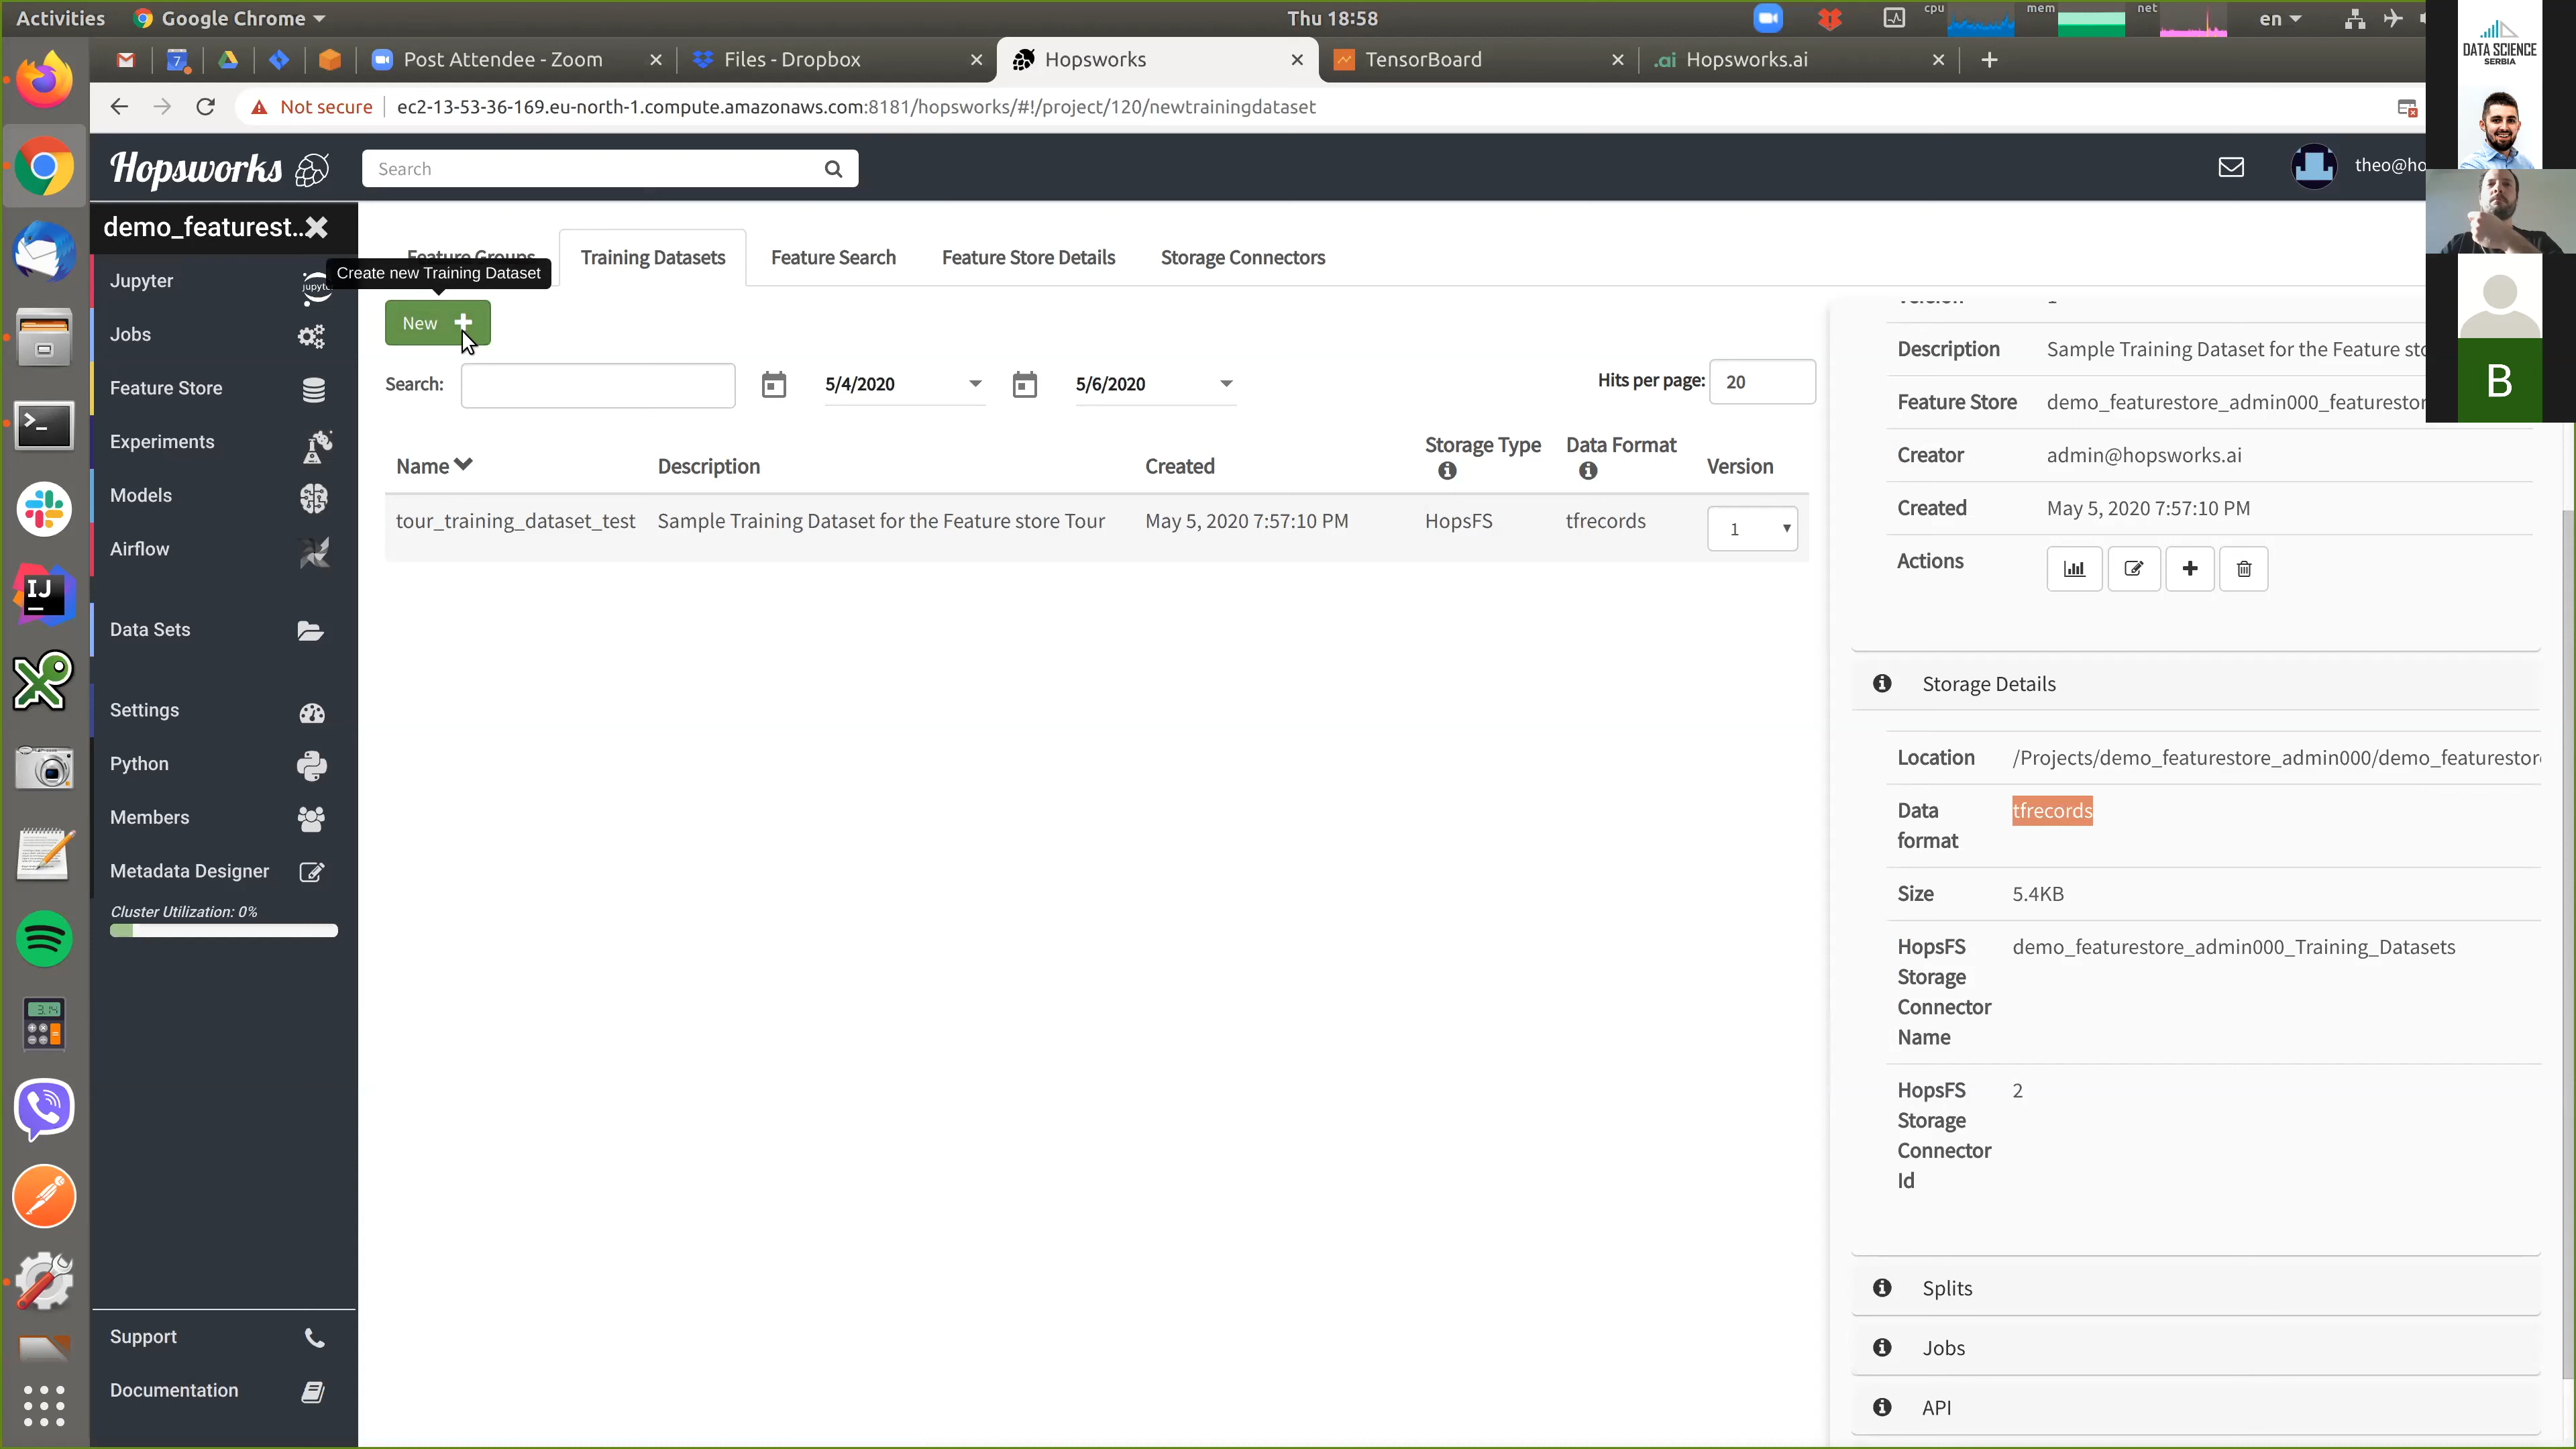 Activities
Google Chrome
Thu 18:58
cpu
mem
net
en
7
Post Attendee - Zoom
Files - Dropbox
Hopsworks
TensorBoard
.ai Hopsworks.ai
Not secure
ec2-13-53-36-169.eu-north-1.compute.amazonaws.com:8181/hopsworks/#!/project/120/newtrainingdataset
DATA SCIENCE
SERBIA
Hopsworks
Search
theo@ho
demo_featurest..
Jupyter
Jobs
Feature Store
Experiments
Models
Airflow
Data Sets
Settings
Python
Members
Metadata Designer
Cluster Utilization: 0%
Support
Documentation
Feature Groups
Training Datasets
Feature Search
Feature Store Details
Storage Connectors
Create new Training Dataset
New
Search:
5/4/2020
5/6/2020
Hits per page:
20
Name
Description
Created
Storage Type
Data Format
Version
tour_training_dataset_test
Sample Training Dataset for the Feature store Tour
May 5, 2020 7:57:10 PM
HopsFS
tfrecords
1
Description
Sample Training Dataset for the Feature sto
Feature Store
demo_featurestore_admin000_featurestor
Creator
admin@hopsworks.ai
Created
May 5, 2020 7:57:10 PM
Actions
Storage Details
Location
/Projects/demo_featurestore_admin000/demo_featurestor
Data
format
tfrecords
Size
5.4KB
HopsFS
Storage
Connector
Name
demo_featurestore_admin000_Training_Datasets
HopsFS
Storage
Connector
Id
2
Splits
Jobs
API
B
IJ
3.14